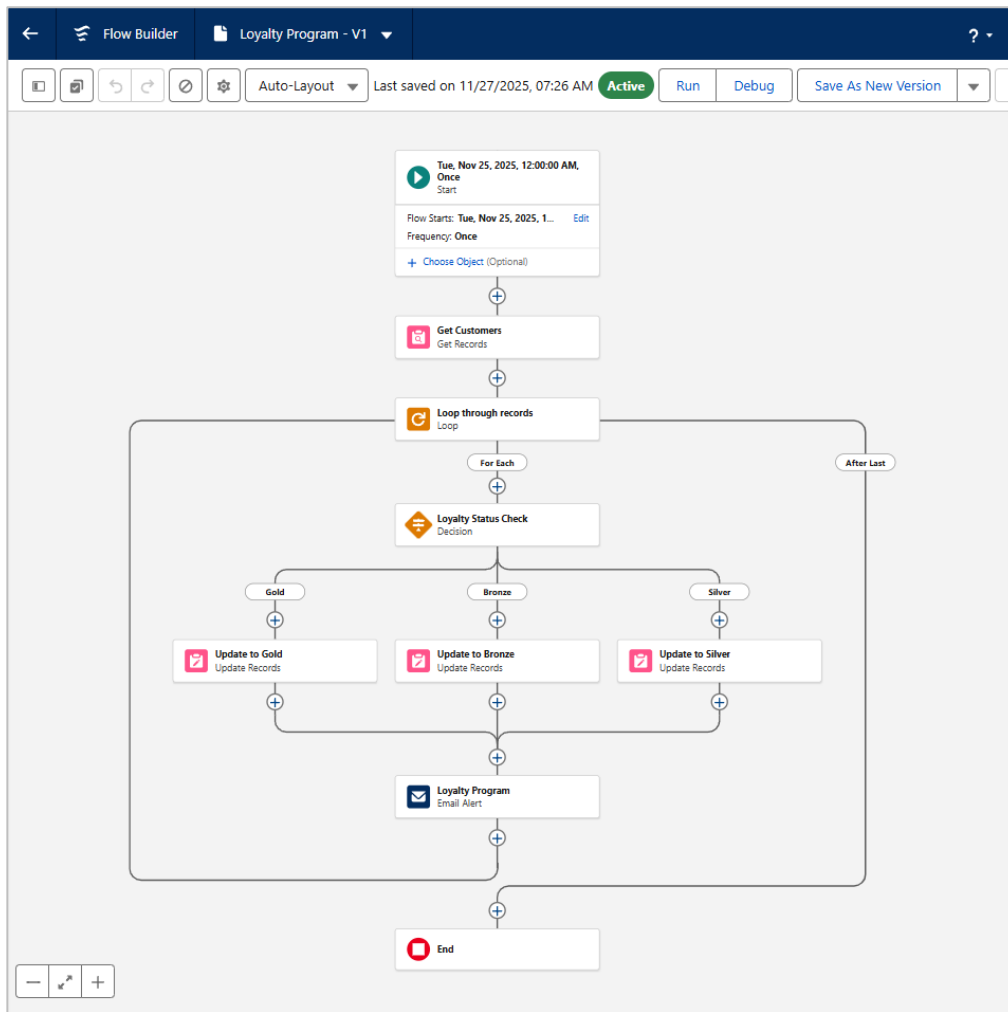 Flow Builder
Loyalty Program - V1
?
Auto-Layout
Last saved on 11/27/2025, 07:26 AM
Active
Run
Debug
Save As New Version
Tue, Nov 25, 2025, 12:00:00 AM,
Once
Start
Flow Starts: Tue, Nov 25, 2025, 1... Edit
Frequency: Once
+ Choose Object (Optional)
Get Customers
Get Records
Loop through records
Loop
For Each
After Last
Loyalty Status Check
Decision
Gold
Bronze
Silver
Update to Gold
Update Records
Update to Bronze
Update Records
Update to Silver
Update Records
Loyalty Program
Email Alert
End